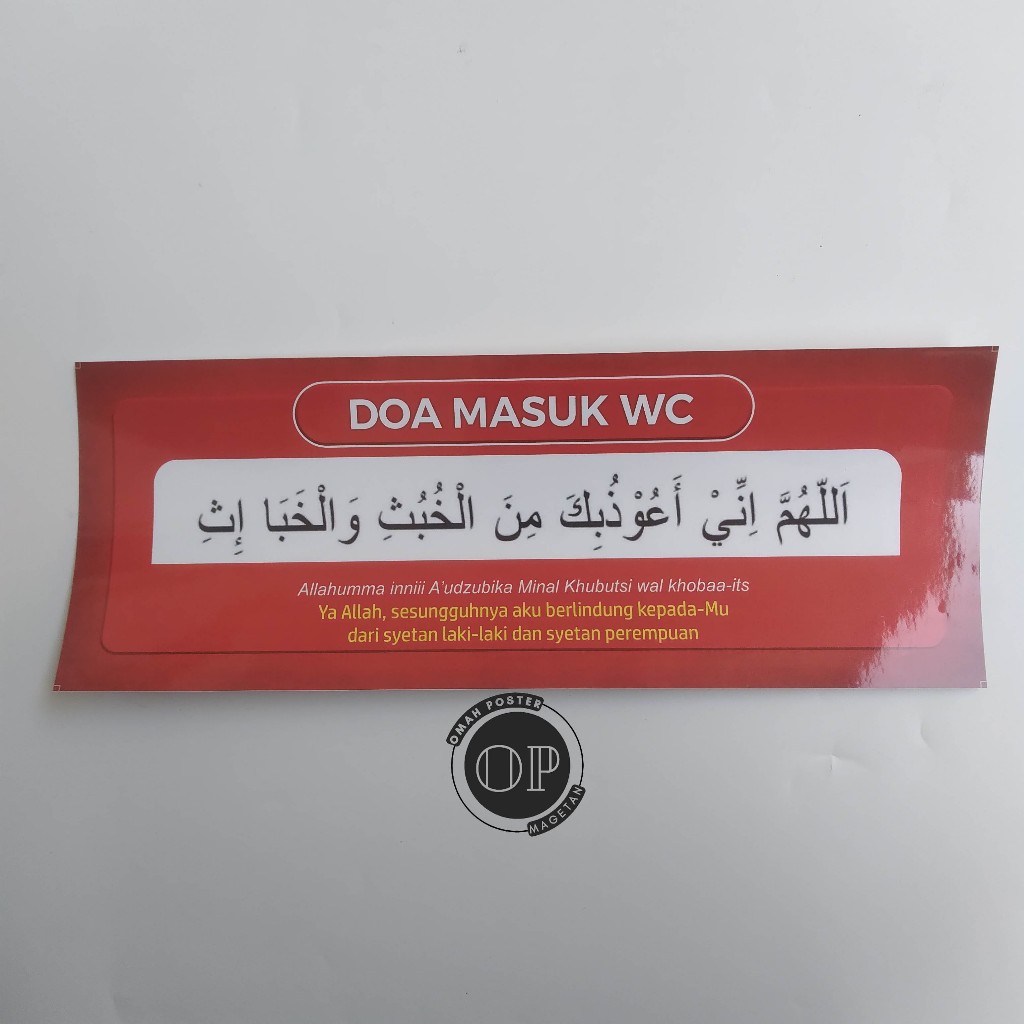 DOA MASUK WC
اَللّٰهُمَّ اِنِّيْ أَعُوْذُبِكَ مِنَ الْخُبُثِ وَالْخَبَا إِثِ
Allahumma inniii A'udzubika Minal Khubutsi wal khobaa-its
Ya Allah, sesungguhnya aku berlindung kepada-Mu
dari syetan laki-laki dan syetan perempuan
OMAH POSTER
OP
MAGETAN